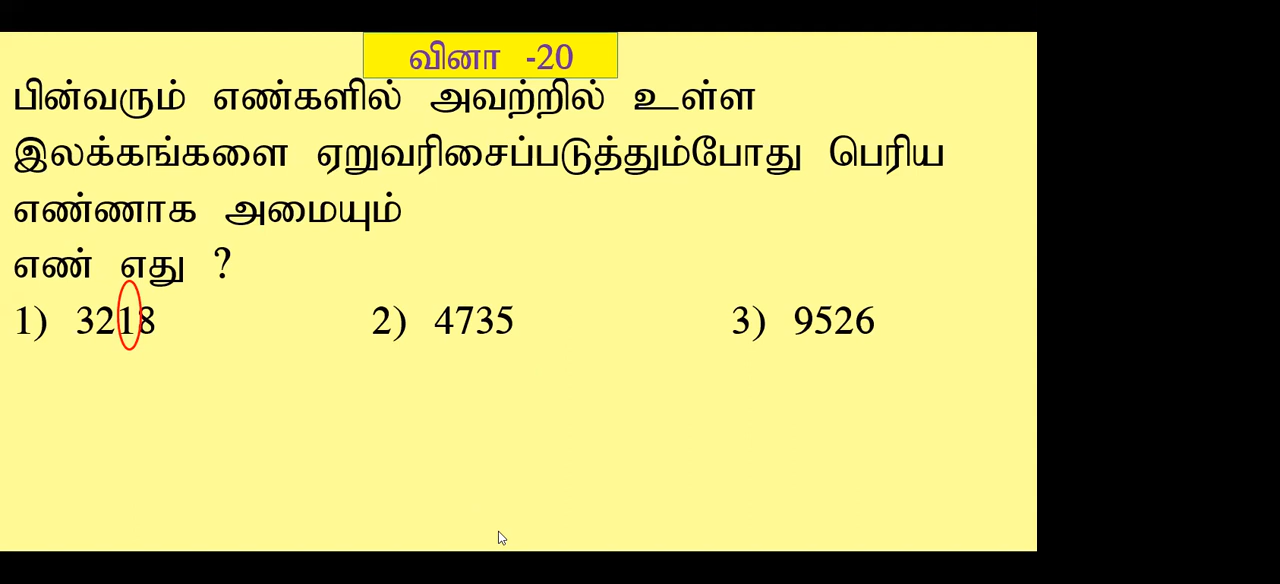 வினா -20
பின்வரும் எண்களில் அவற்றில் உள்ள
இலக்கங்களை ஏறுவரிசைப்படுத்தும்போது பெரிய
எண்ணாக அமையும்
எண் எது ?
1) 3218 2) 4735 3) 9526